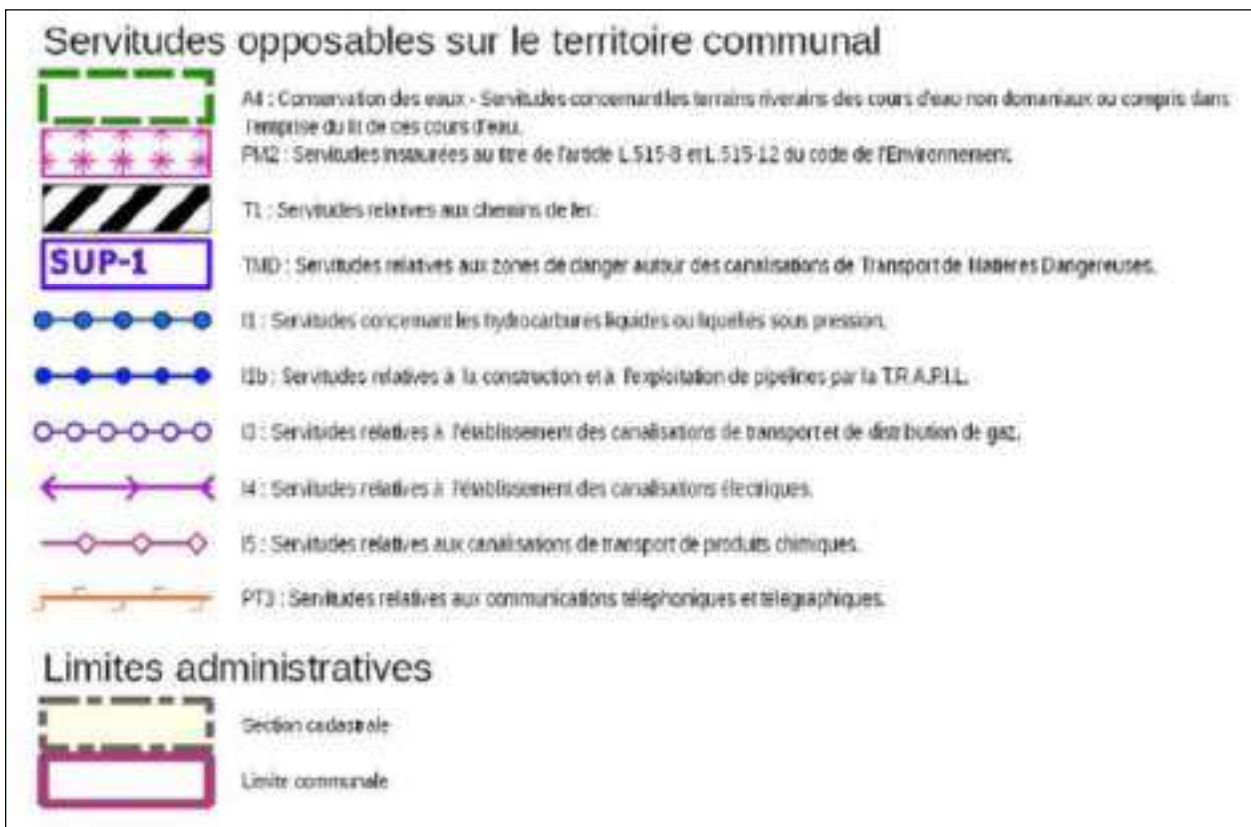 Servitudes opposables sur le territoire communal
A4 : Conservation des eaux - Servitudes concernant les terrains riverains des cours d'eau non domaniaux ou compris dans
l'emprise du lit de ces cours d'eau.
PM2 : Servitudes instaurées au titre de l'article L.515-8 et L.515-12 du code de l'Environnement.
T1 : Servitudes relatives aux chemins de fer.
SUP-1
TMD : Servitudes relatives aux zones de danger autour des canalisations de Transport de Matières Dangereuses.
I1 : Servitudes concernant les hydrocarbures liquides ou liquéfiés sous pression.
I1b : Servitudes relatives à la construction et à l'exploitation de pipelines par la T.R.A.P.I.L.
I3 : Servitudes relatives à l'établissement des canalisations de transport et de distribution de gaz.
I4 : Servitudes relatives à l'établissement des canalisations électriques.
I5 : Servitudes relatives aux canalisations de transport de produits chimiques.
PT3 : Servitudes relatives aux communications téléphoniques et télégraphiques.
Limites administratives
Section cadastrale
Limite communale